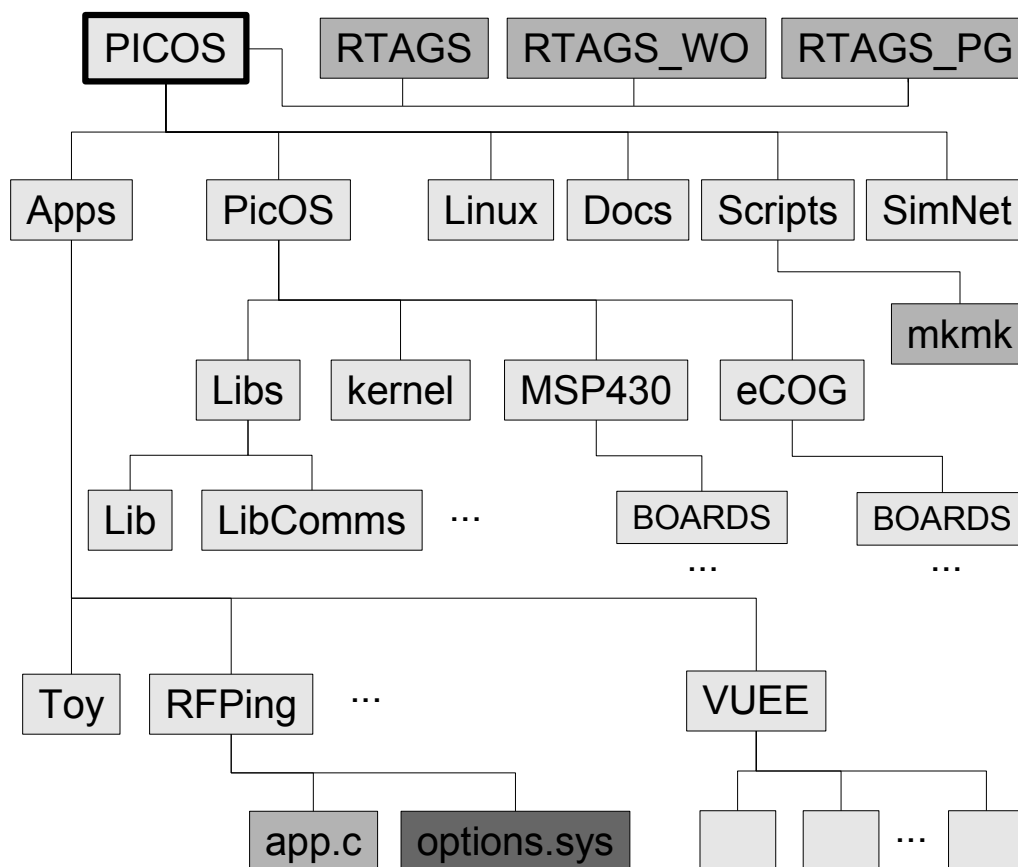 PICOS RTAGS RTAGS_WO RTAGS_PG
Apps PicOS Linux Docs Scripts SimNet
mkmk
Libs kernel MSP430 eCOG
Lib LibComms ... BOARDS BOARDS
... ...
Toy RFPing ... VUEE
app.c options.sys ...